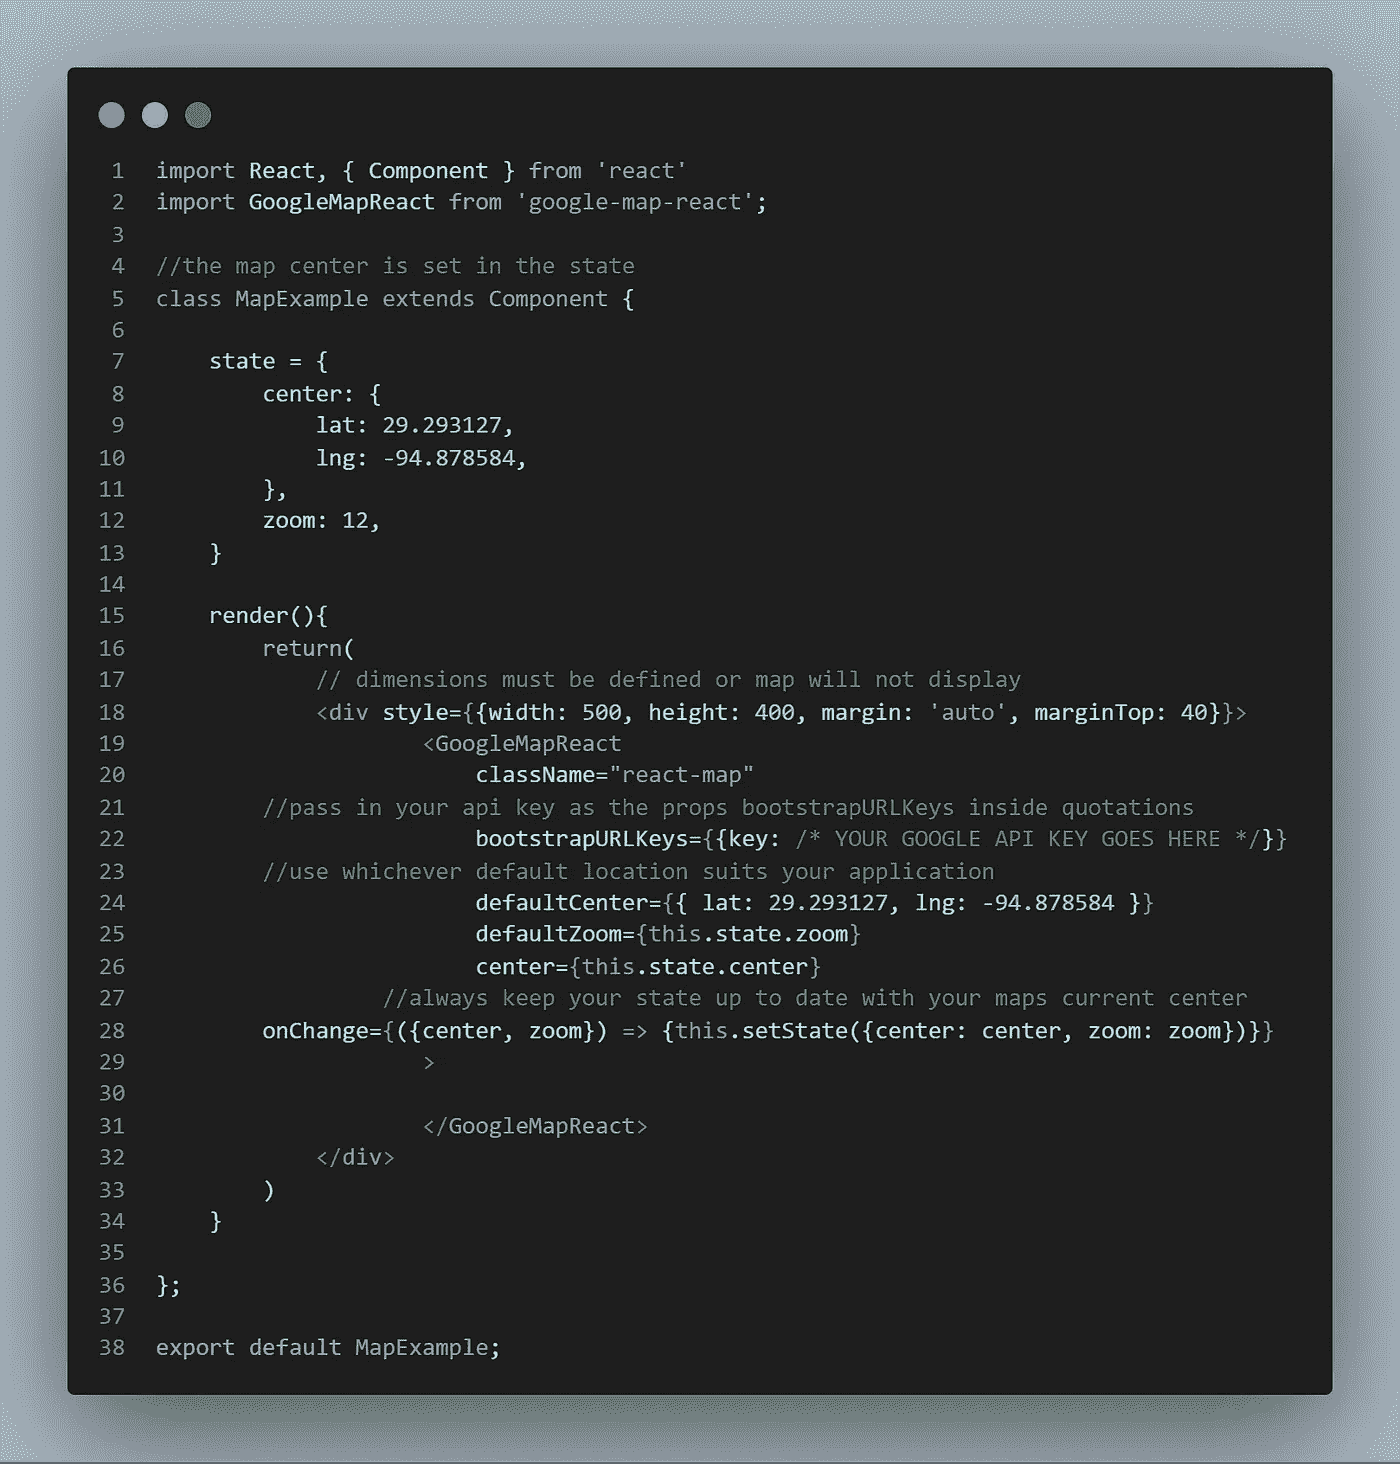 1 import React, { Component } from 'react'
2 import GoogleMapReact from 'google-map-react';
3
4 //the map center is set in the state
5 class MapExample extends Component {
6
7     state = {
8         center: {
9             lat: 29.293127,
10             lng: -94.878584,
11         },
12         zoom: 12,
13     }
14
15     render(){
16         return(
17             // dimensions must be defined or map will not display
18             <div style={{width: 500, height: 400, margin: 'auto', marginTop: 40}}>
19                     <GoogleMapReact
20                         className="react-map"
21         //pass in your api key as the props bootstrapURLKeys inside quotations
22                         bootstrapURLKeys={{key: /* YOUR GOOGLE API KEY GOES HERE */}}
23         //use whichever default location suits your application
24                         defaultCenter={{ lat: 29.293127, lng: -94.878584 }}
25                         defaultZoom={this.state.zoom}
26                         center={this.state.center}
27                  //always keep your state up to date with your maps current center
28         onChange={({center, zoom}) => {this.setState({center: center, zoom: zoom})}}
29                     >
30
31                     </GoogleMapReact>
32             </div>
33         )
34     }
35
36 };
37
38 export default MapExample;